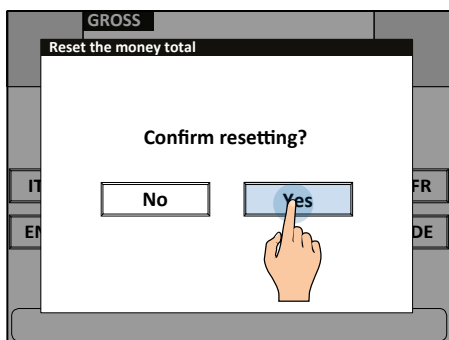 GROSS
Reset the money total
Confirm resetting?
IT
FR
No
Yes
EN
DE